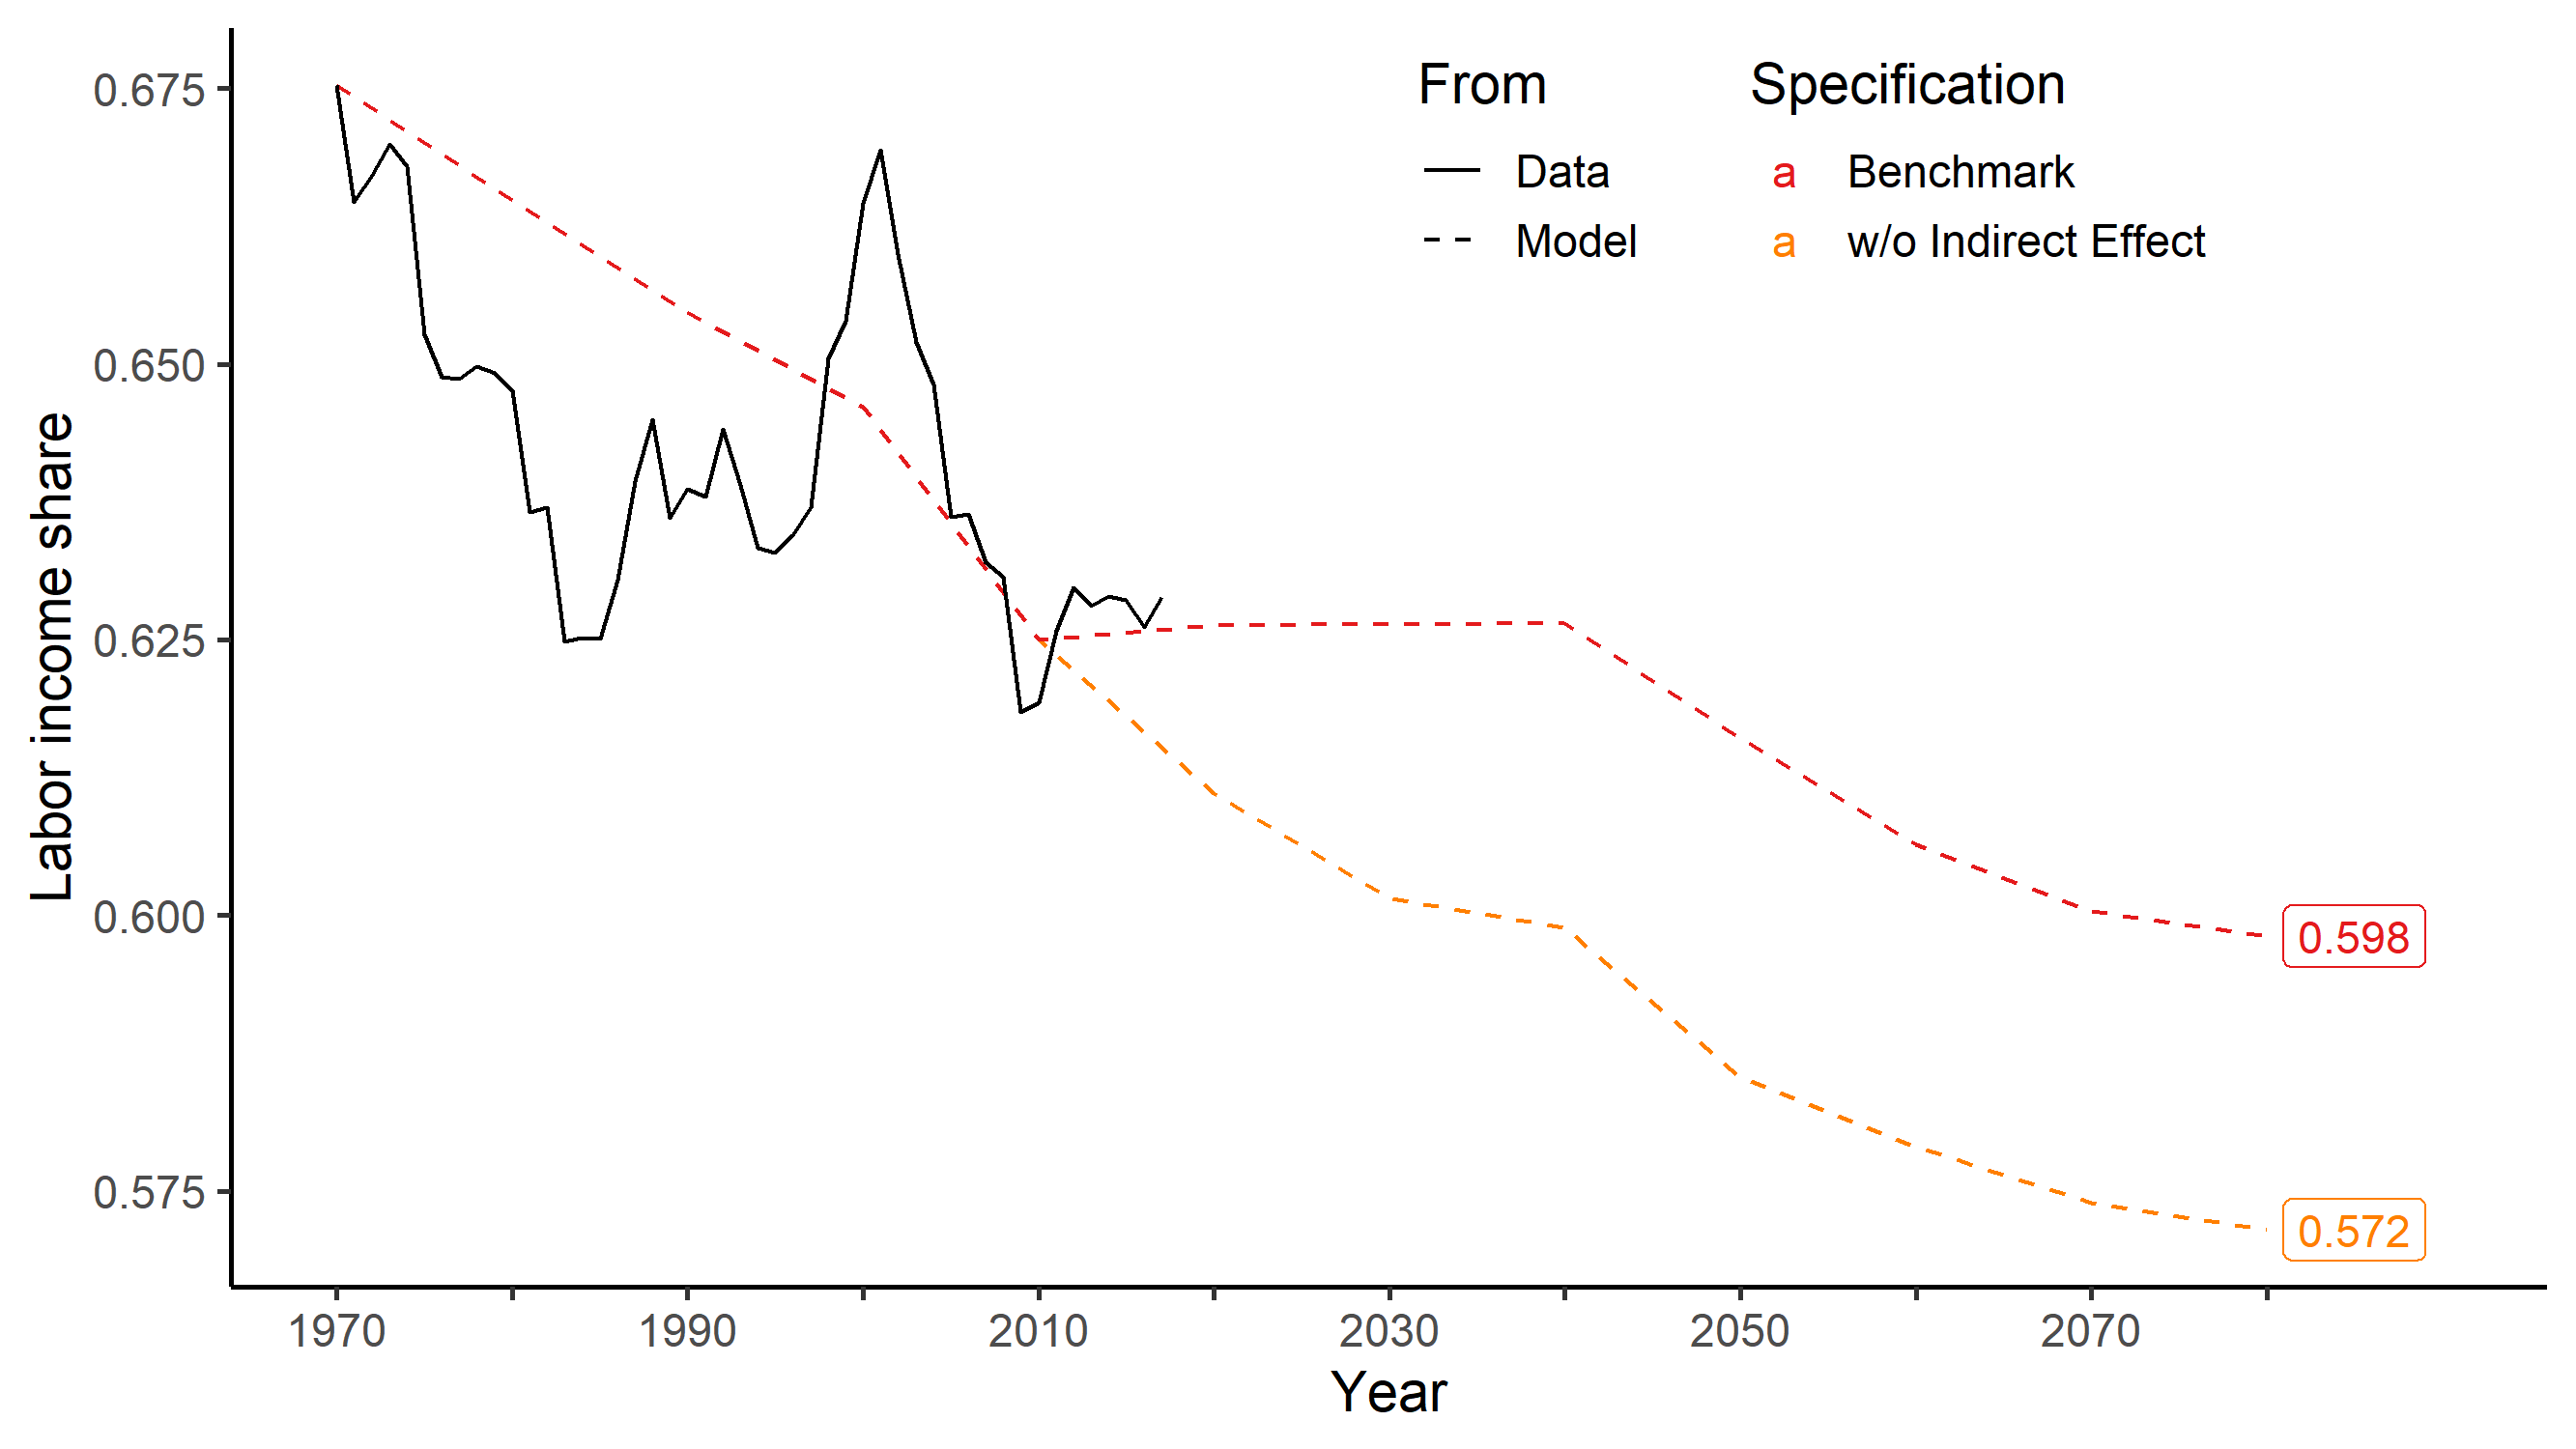 From
Data
Model
Specification
a Benchmark
a w/o Indirect Effect
Labor income share
0.675
0.650
0.625
0.600
0.575
0.598
0.572
1970 1990 2010 2030 2050 2070
Year